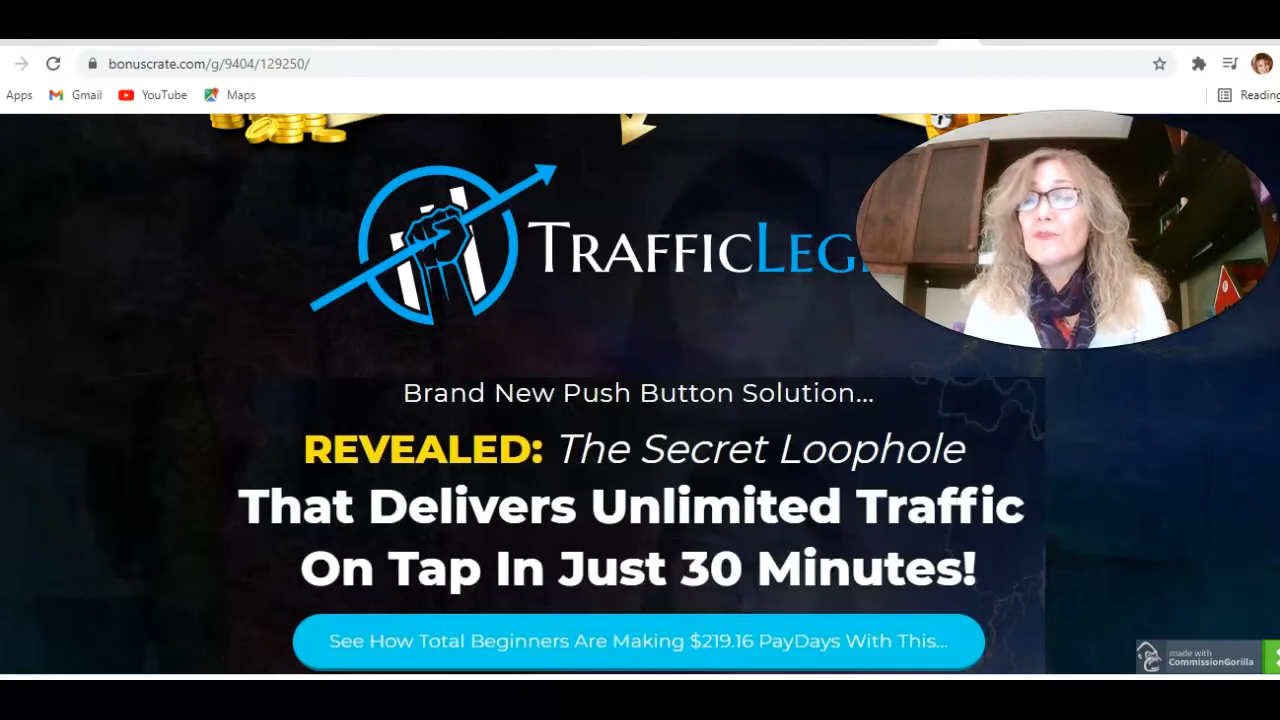 bonuscrate.com/g/9404/129250/
Apps Gmail YouTube Maps Reading
TRAFFICLEG
Brand New Push Button Solution...
REVEALED: The Secret Loophole
That Delivers Unlimited Traffic
On Tap In Just 30 Minutes!
See How Total Beginners Are Making $219.16 PayDays With This...
made with
CommissionGorilla